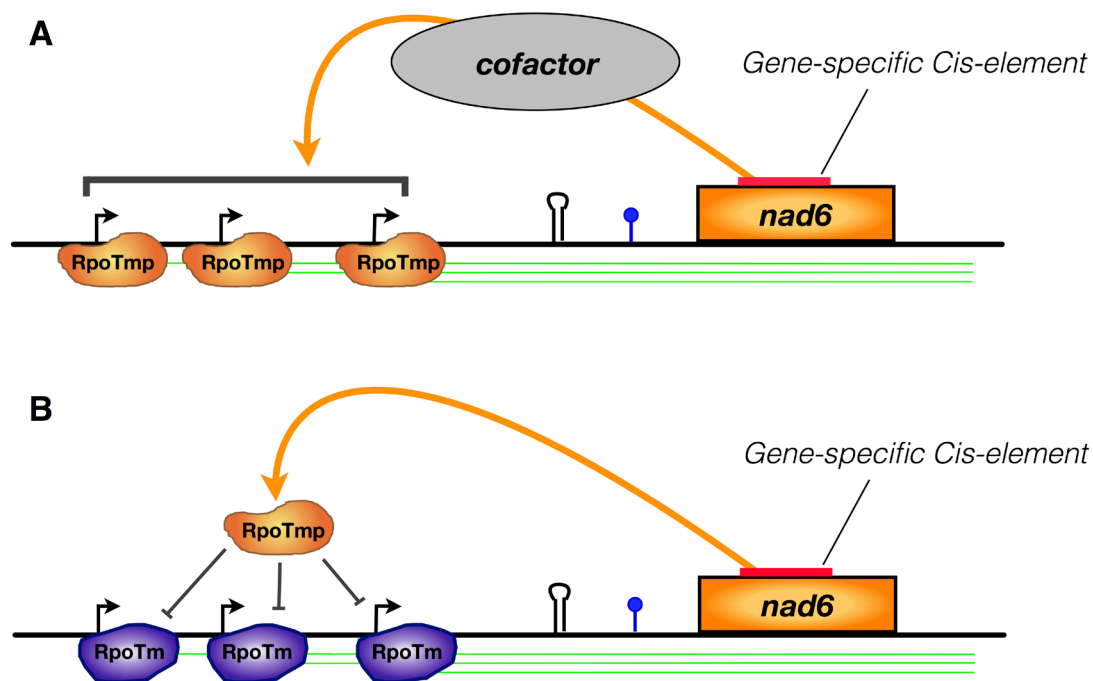 A
cofactor
Gene-specific Cis-element
nad6
RpoTmp RpoTmp RpoTmp
B
Gene-specific Cis-element
RpoTmp
nad6
RpoTm RpoTm RpoTm